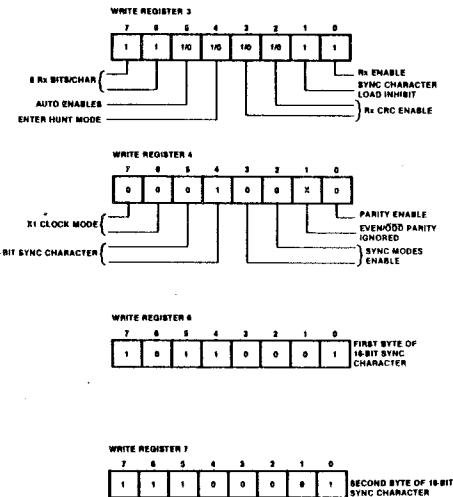 WRITE REGISTER 3
7 6 5 4 3 2 1 0
1 1 1/0 1/0 1/0 1/0 1 1
Rx ENABLE
8 Rx BITS/CHAR
SYNC CHARACTER
LOAD INHIBIT
AUTO ENABLES
Rx CRC ENABLE
ENTER HUNT MODE
WRITE REGISTER 4
7 6 5 4 3 2 1 0
0 0 0 1 0 0 X 0
PARITY ENABLE
X1 CLOCK MODE
EVEN/ODD PARITY
IGNORED
-BIT SYNC CHARACTER
SYNC MODES
ENABLE
WRITE REGISTER 6
7 6 5 4 3 2 1 0
1 0 1 1 0 0 0 1
FIRST BYTE OF
16-BIT SYNC
CHARACTER
WRITE REGISTER 7
7 6 5 4 3 2 1 0
1 1 1 0 0 0 0 1
SECOND BYTE OF 16-BIT
SYNC CHARACTER